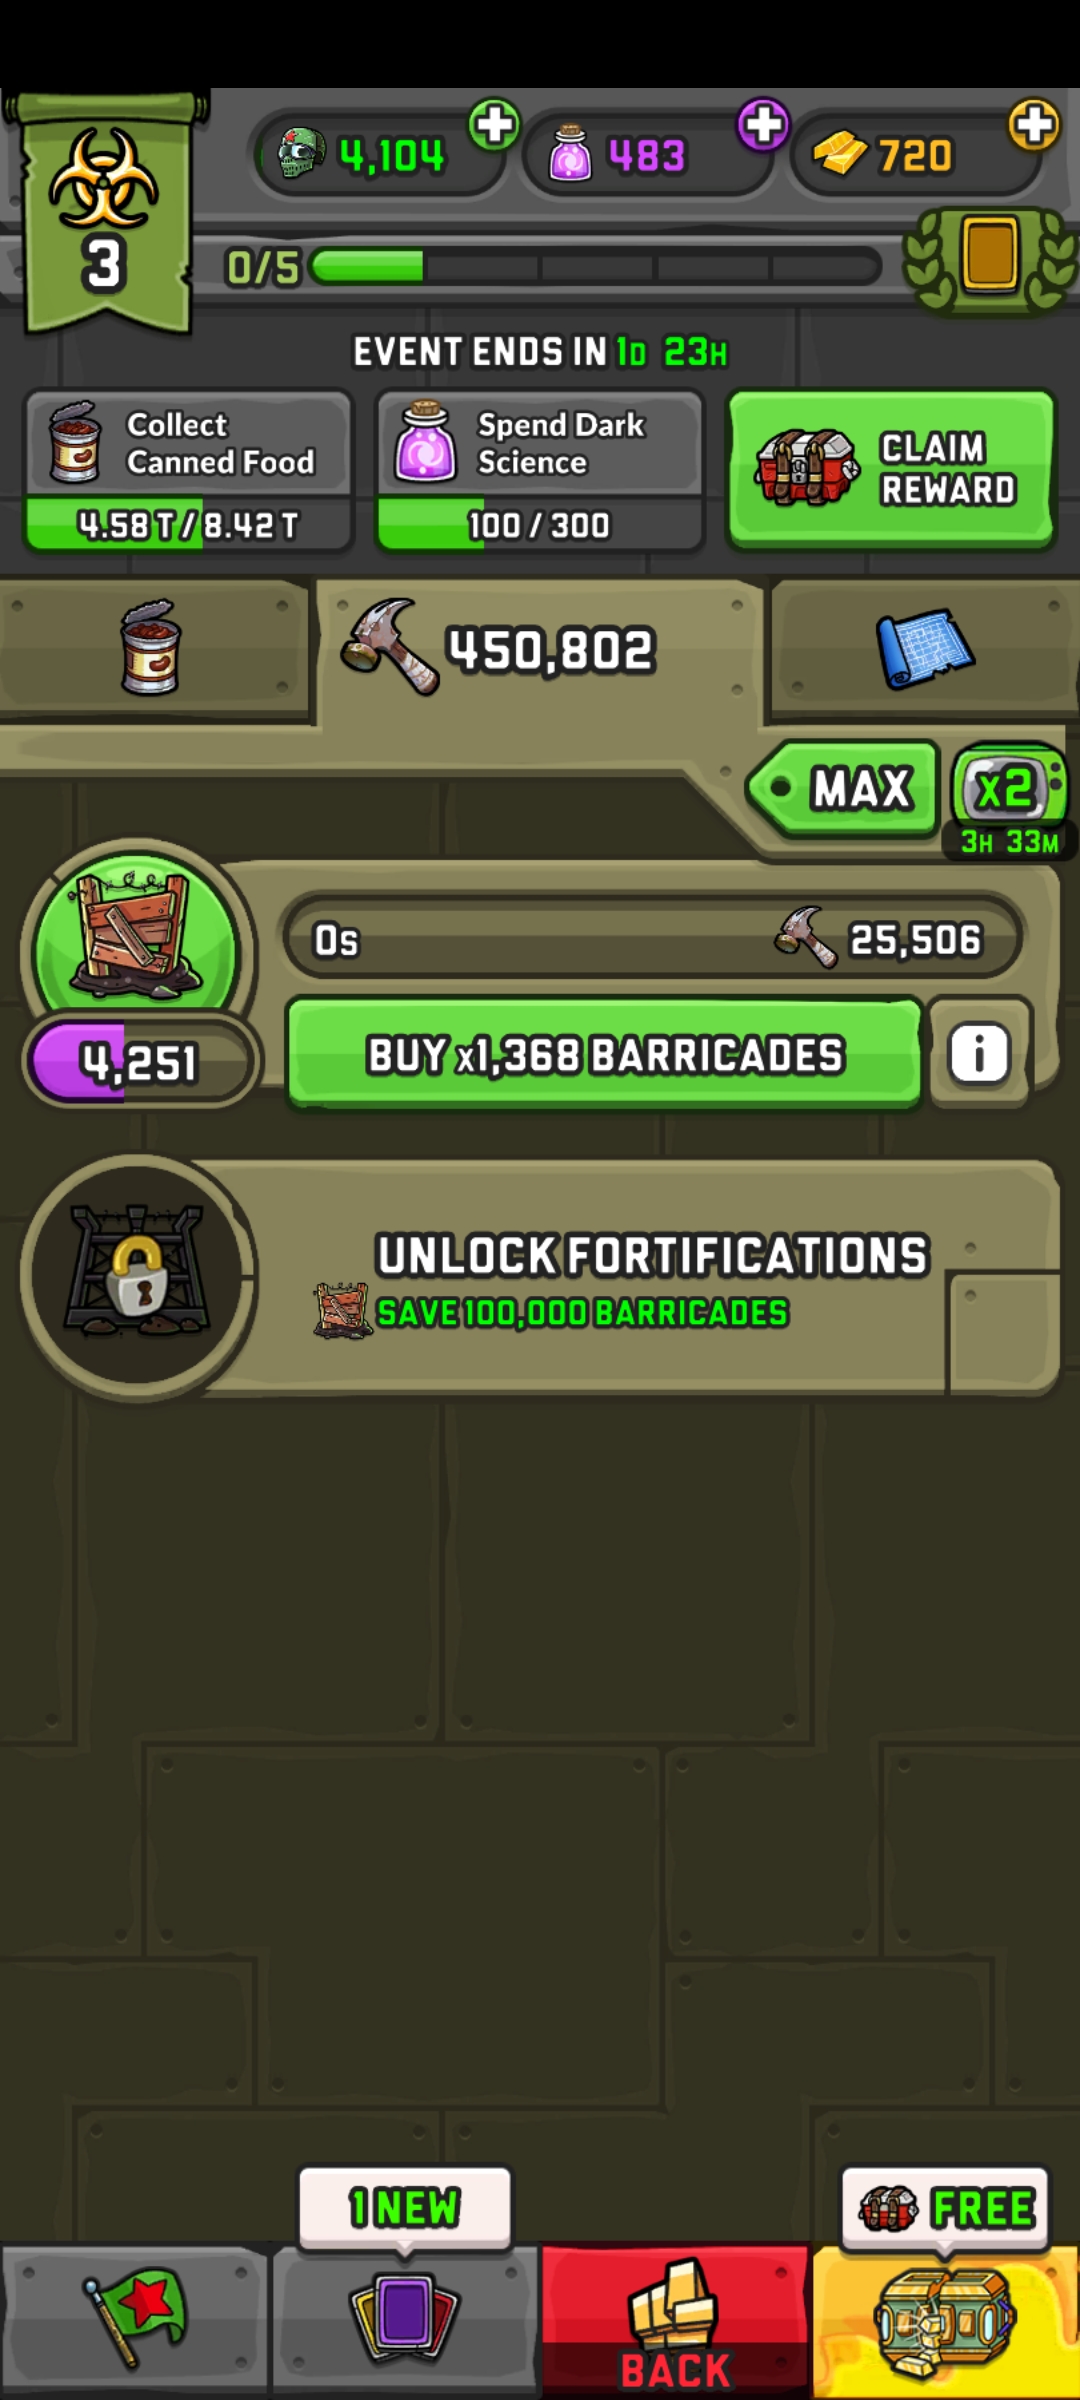 4,104
483
720
3
0/5
EVENT ENDS IN 1D 23H
Collect
Canned Food
4.58 T / 8.42 T
Spend Dark
Science
100 / 300
CLAIM
REWARD
450,802
MAX
x2
3H 33M
0s
25,506
4,251
BUY x1,368 BARRICADES
i
UNLOCK FORTIFICATIONS
SAVE 100,000 BARRICADES
1 NEW
FREE
BACK